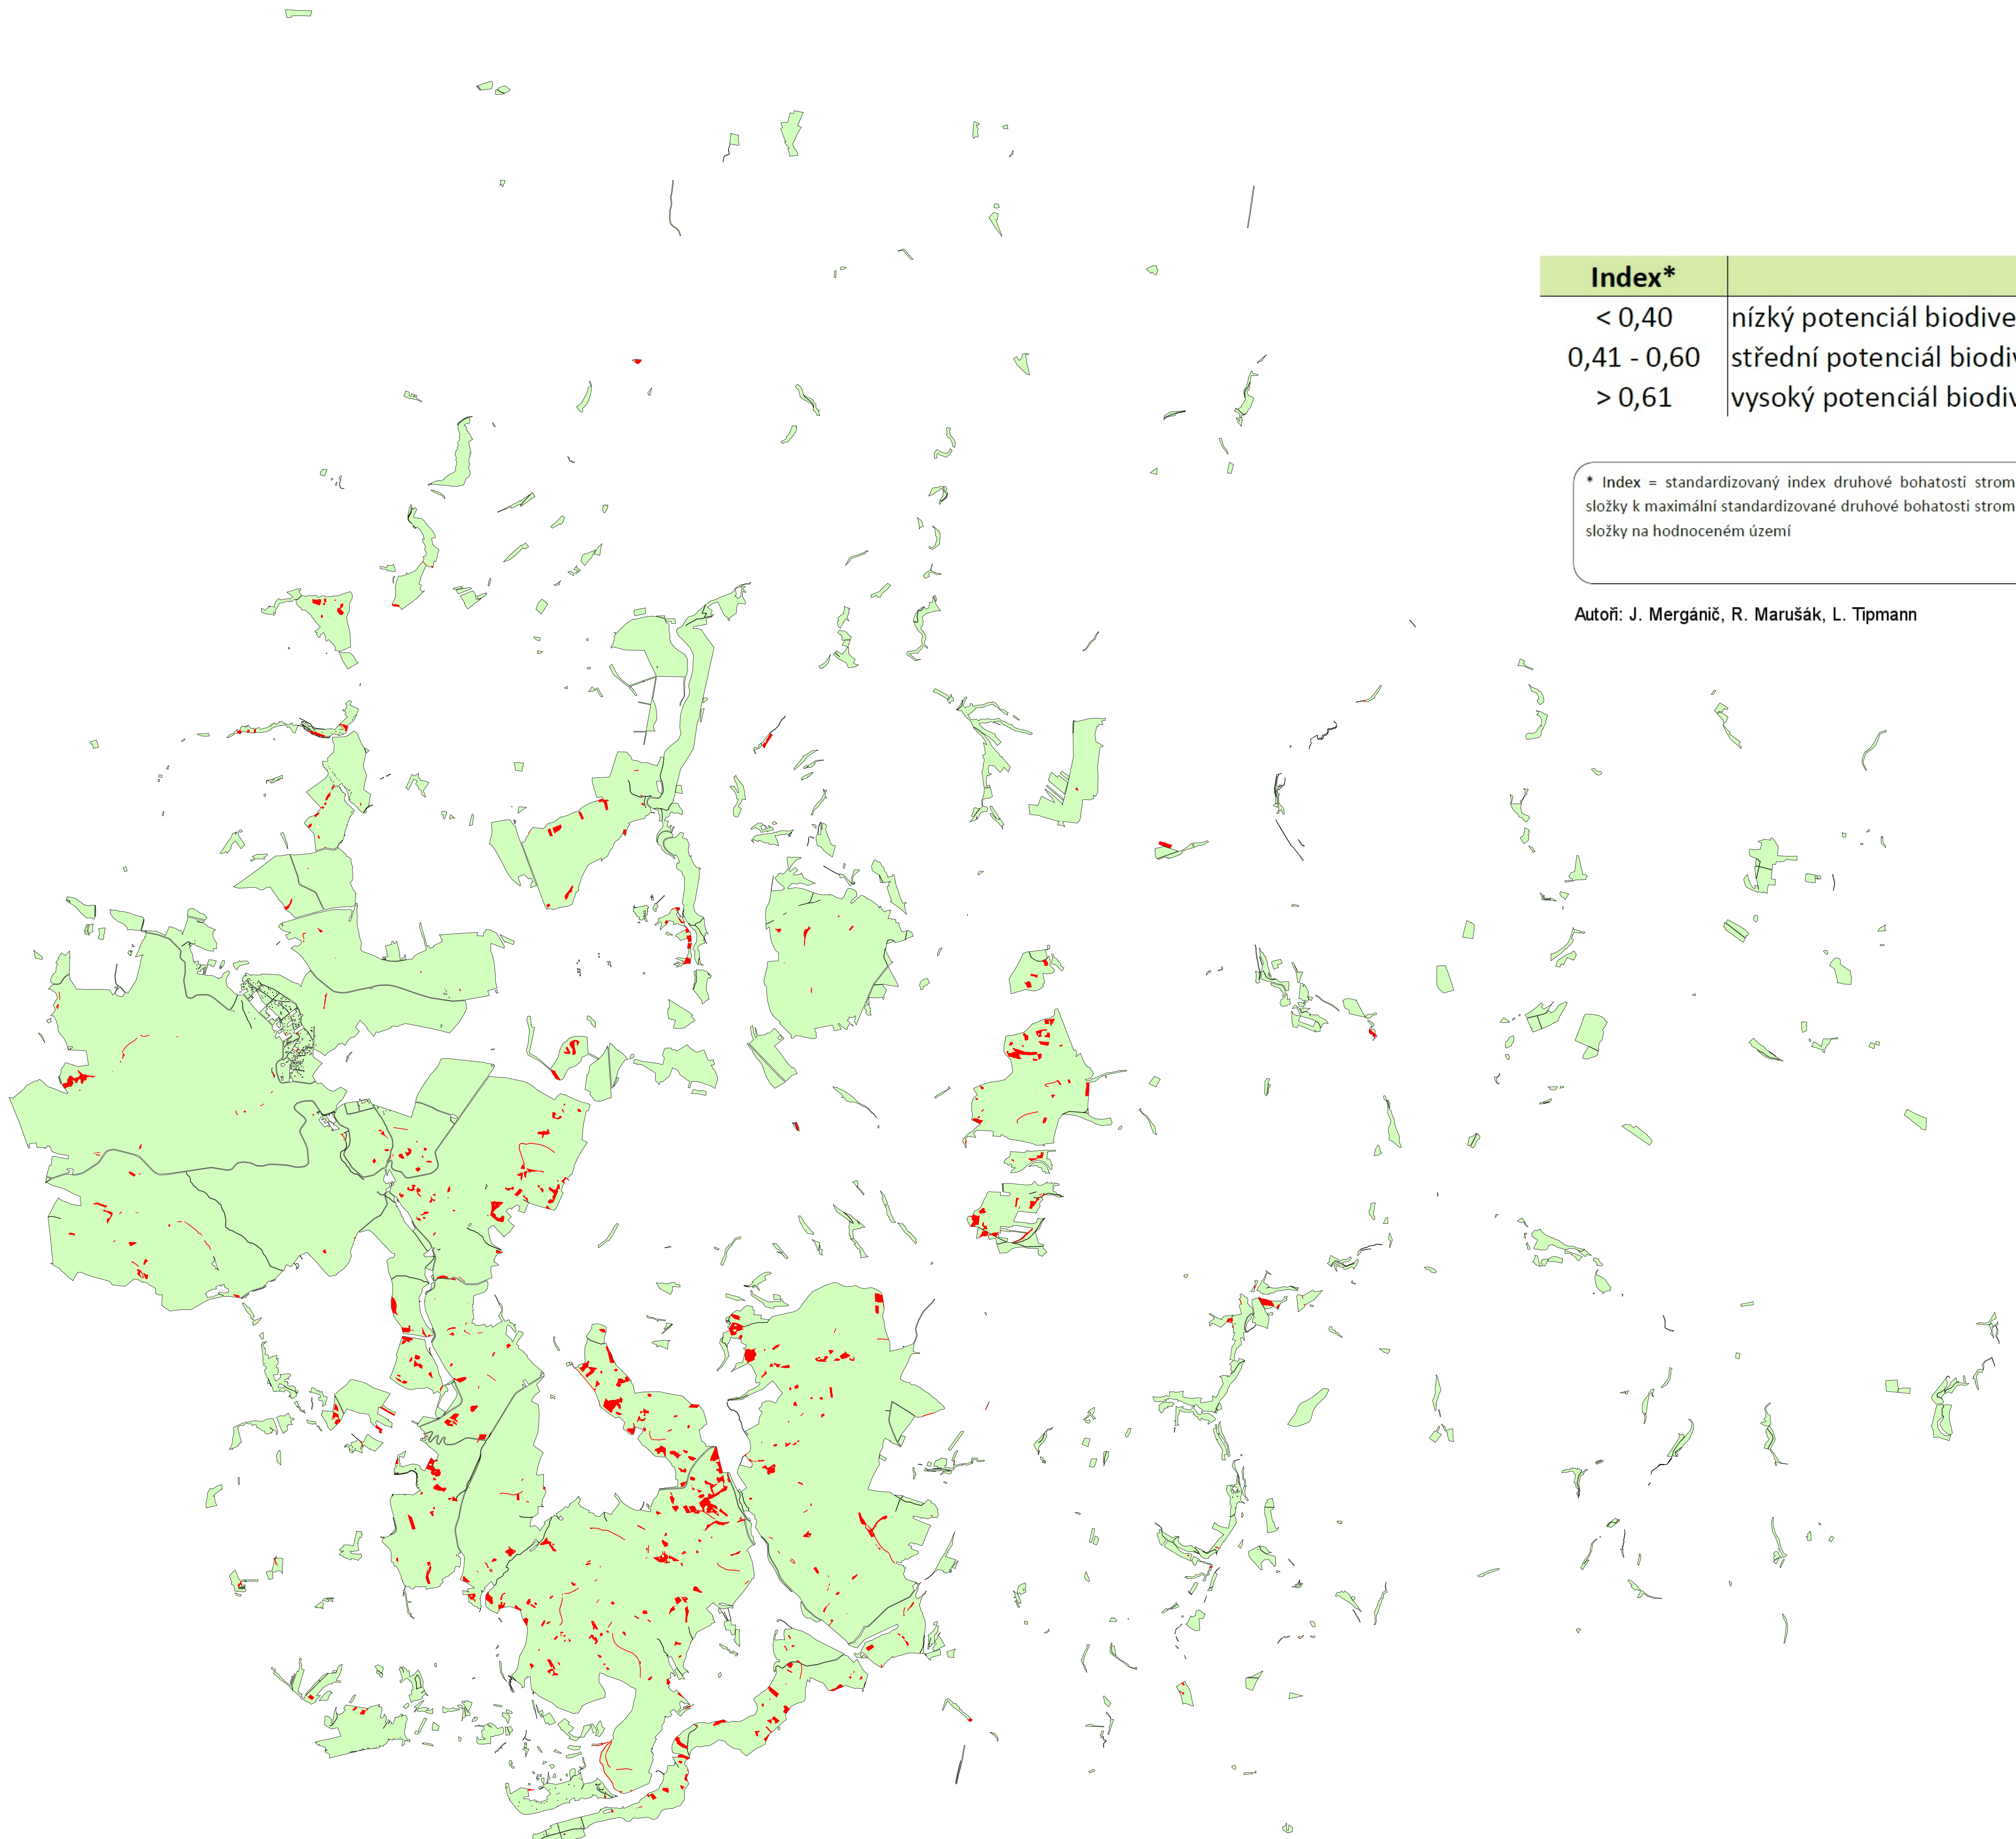 Index*
< 0,40 nízký potenciál biodive
0,41 - 0,60 střední potenciál biodiv
> 0,61 vysoký potenciál biodiv
* Index = standardizovaný index druhové bohatosti strom
složky k maximální standardizované druhové bohatosti strom
složky na hodnoceném území
Autoři: J. Mergánič, R. Marušák, L. Tipmann